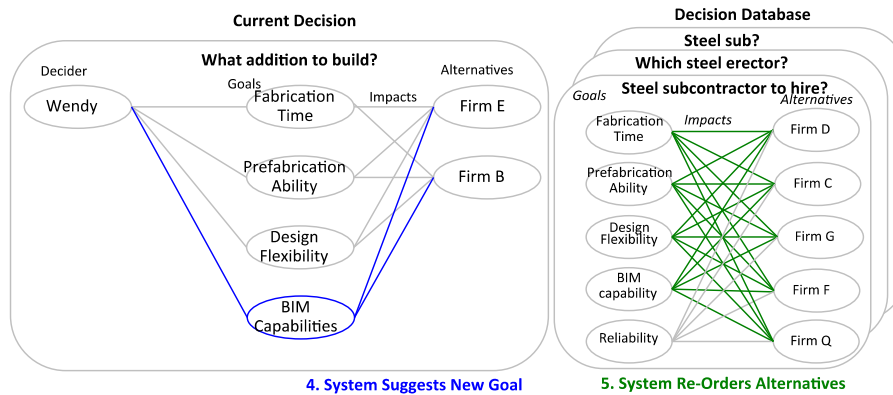 Current Decision
What addition to build?
Decider
Goals
Impacts
Alternatives
Wendy
Fabrication
Time
Prefabrication
Ability
Design
Flexibility
BIM
Capabilities
Firm E
Firm B
4. System Suggests New Goal
Decision Database
Steel sub?
Which steel erector?
Steel subcontractor to hire?
Goals
Impacts
Alternatives
Fabrication
Time
Prefabrication
Ability
Design
Flexibility
BIM
capability
Reliability
Firm D
Firm C
Firm G
Firm F
Firm Q
5. System Re-Orders Alternatives